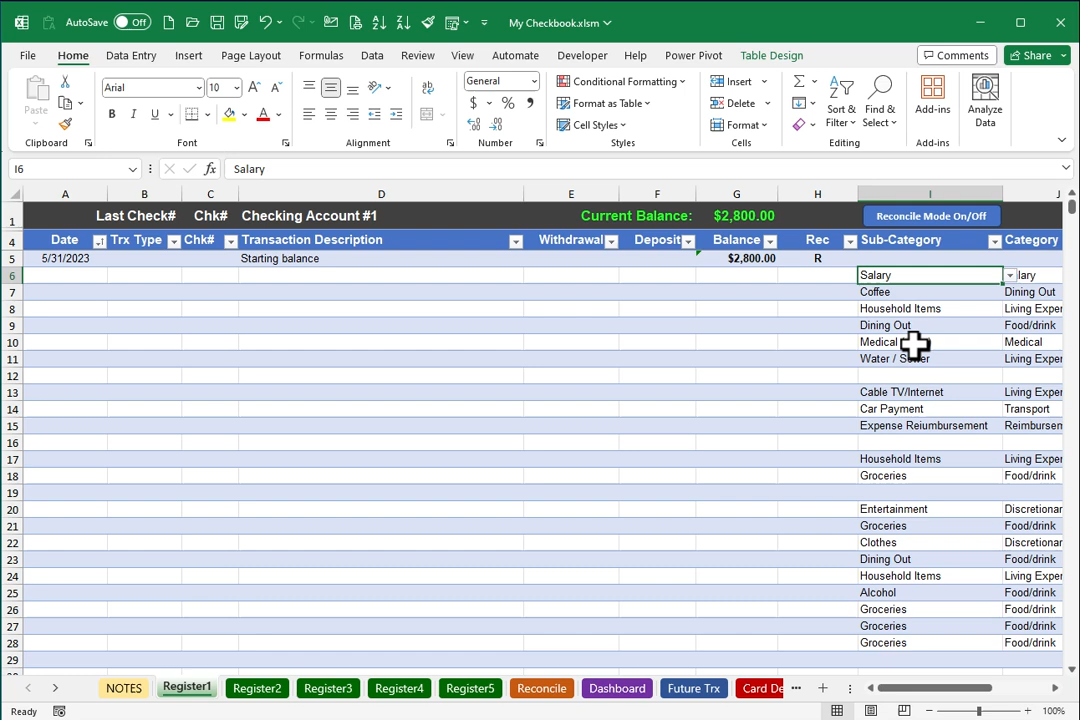 AutoSave Off My Checkbook.xlsm
File Home Data Entry Insert Page Layout Formulas Data Review View Automate Developer Help Power Pivot Table Design Comments Share
Paste Arial 10 General Conditional Formatting Insert Sort & Filter Find & Select Add-ins Analyze Data
B I U A $ % Format as Table Delete
Cell Styles Format
Clipboard Font Alignment Number Styles Cells Editing Add-ins
I6 fx Salary
A B C D E F G H I J
1 Last Check# Chk# Checking Account #1 Current Balance: $2,800.00 Reconcile Mode On/Off
4 Date Trx Type Chk# Transaction Description Withdrawal Deposit Balance Rec Sub-Category Category
5 5/31/2023 Starting balance $2,800.00 R
6 Salary lary
7 Coffee Dining Out
8 Household Items Living Exper
9 Dining Out Food/drink
10 Medical Medical
11 Water / Sewer Living Exper
12
13 Cable TV/Internet Living Exper
14 Car Payment Transport
15 Expense Reiumbursement Reimbursem
16
17 Household Items Living Exper
18 Groceries Food/drink
19
20 Entertainment Discretionar
21 Groceries Food/drink
22 Clothes Discretionar
23 Dining Out Food/drink
24 Household Items Living Exper
25 Alcohol Food/drink
26 Groceries Food/drink
27 Groceries Food/drink
28 Groceries Food/drink
29
NOTES Register1 Register2 Register3 Register4 Register5 Reconcile Dashboard Future Trx Card De
Ready 100%